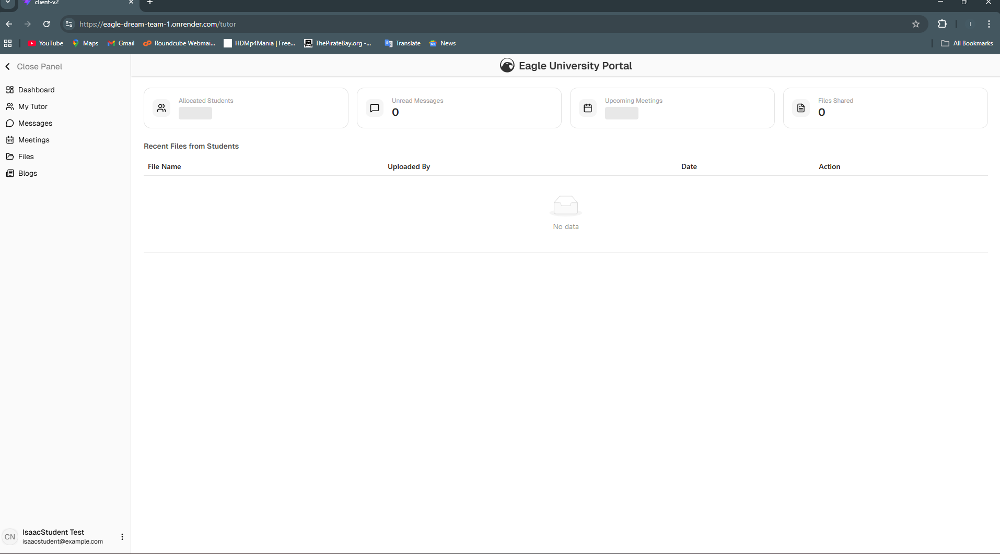 client-v2
https://eagle-dream-team-1.onrender.com/tutor
YouTube Maps Gmail Roundcube Webmai... HDMp4Mania | Free... ThePirateBay.org -... Translate News All Bookmarks
Close Panel
Eagle University Portal
Dashboard
My Tutor
Messages
Meetings
Files
Blogs
Allocated Students
Unread Messages
0
Upcoming Meetings
Files Shared
0
Recent Files from Students
File Name Uploaded By Date Action
No data
CN
IsaacStudent Test
isaacstudent@example.com